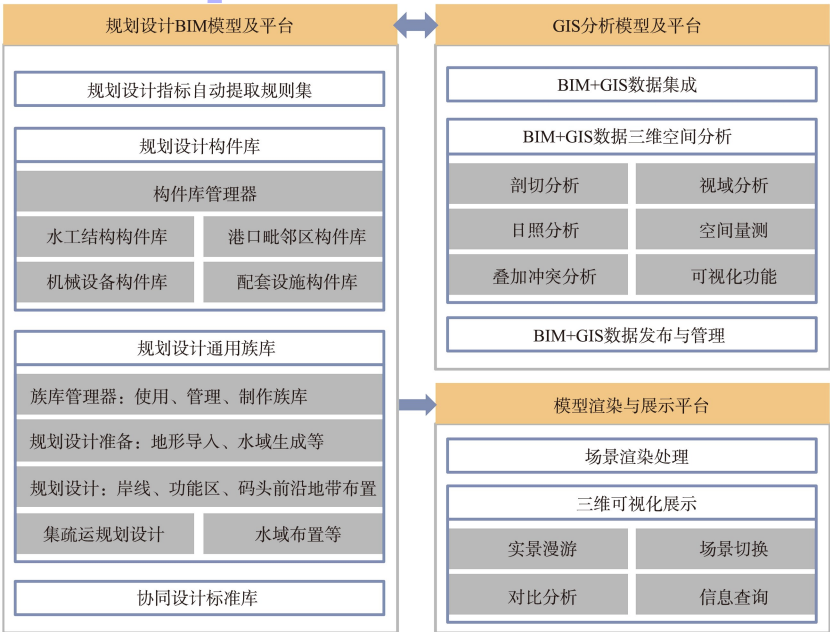 规划设计BIM模型及平台
规划设计指标自动提取规则集
规划设计构件库
构件库管理器
水工结构构件库
港口毗邻区构件库
机械设备构件库
配套设施构件库
规划设计通用族库
族库管理器：使用、管理、制作族库
规划设计准备：地形导入、水域生成等
规划设计：岸线、功能区、码头前沿地带布置
集疏运规划设计
水域布置等
协同设计标准库
GIS分析模型及平台
BIM+GIS数据集成
BIM+GIS数据三维空间分析
剖切分析
视域分析
日照分析
空间量测
叠加冲突分析
可视化功能
BIM+GIS数据发布与管理
模型渲染与展示平台
场景渲染处理
三维可视化展示
实景漫游
场景切换
对比分析
信息查询